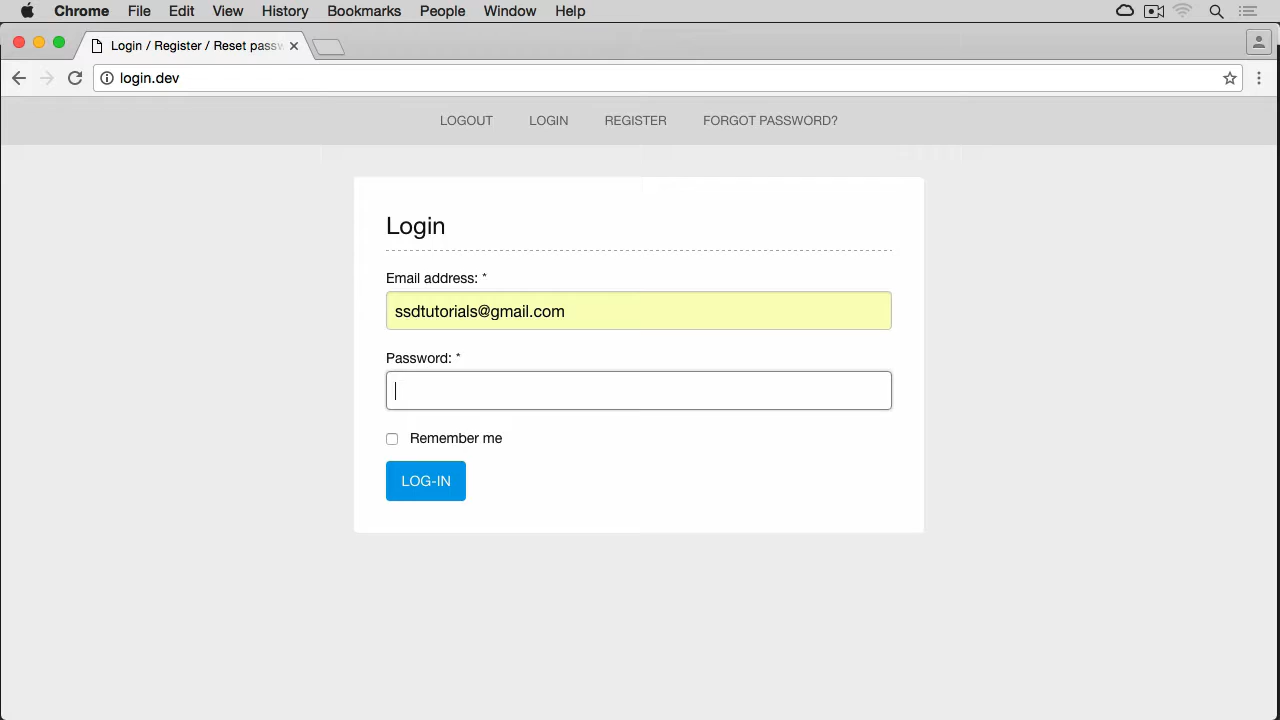 Chrome File Edit View History Bookmarks People Window Help
Login / Register / Reset passw
login.dev
LOGOUT LOGIN REGISTER FORGOT PASSWORD?
Login
Email address: *
ssdtutorials@gmail.com
Password: *
Remember me
LOG-IN